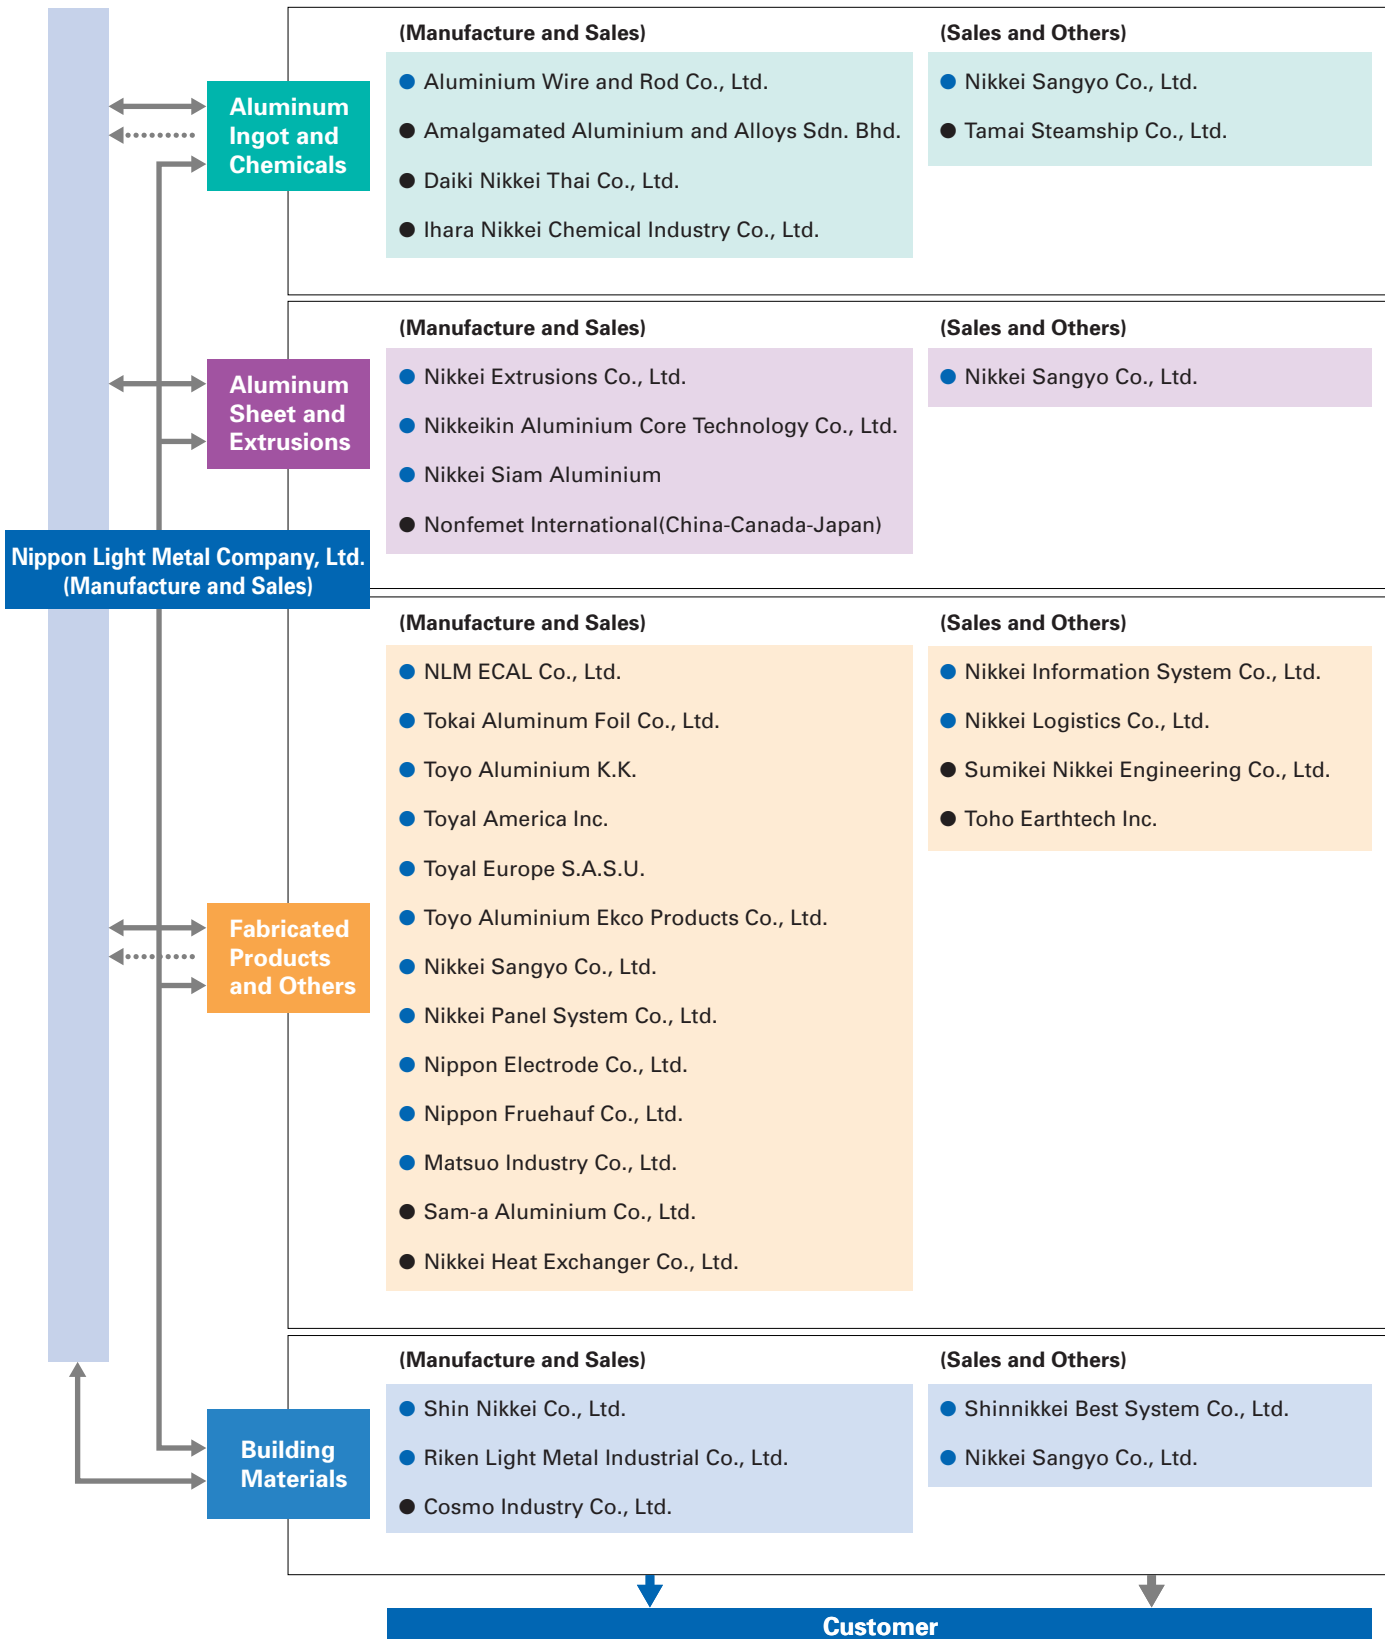 (Manufacture and Sales)
(Sales and Others)
Aluminum
Ingot and
Chemicals
Aluminium Wire and Rod Co., Ltd.
Amalgamated Aluminium and Alloys Sdn. Bhd.
Daiki Nikkei Thai Co., Ltd.
Ihara Nikkei Chemical Industry Co., Ltd.
Nikkei Sangyo Co., Ltd.
Tamai Steamship Co., Ltd.
(Manufacture and Sales)
(Sales and Others)
Aluminum
Sheet and
Extrusions
Nikkei Extrusions Co., Ltd.
Nikkeikin Aluminium Core Technology Co., Ltd.
Nikkei Siam Aluminium
Nonfemet International(China-Canada-Japan)
Nikkei Sangyo Co., Ltd.
Nippon Light Metal Company, Ltd.
(Manufacture and Sales)
(Manufacture and Sales)
(Sales and Others)
Fabricated
Products
and Others
NLM ECAL Co., Ltd.
Tokai Aluminum Foil Co., Ltd.
Toyo Aluminium K.K.
Toyal America Inc.
Toyal Europe S.A.S.U.
Toyo Aluminium Ekco Products Co., Ltd.
Nikkei Sangyo Co., Ltd.
Nikkei Panel System Co., Ltd.
Nippon Electrode Co., Ltd.
Nippon Fruehauf Co., Ltd.
Matsuo Industry Co., Ltd.
Sam-a Aluminium Co., Ltd.
Nikkei Heat Exchanger Co., Ltd.
Nikkei Information System Co., Ltd.
Nikkei Logistics Co., Ltd.
Sumikei Nikkei Engineering Co., Ltd.
Toho Earthtech Inc.
(Manufacture and Sales)
(Sales and Others)
Building
Materials
Shin Nikkei Co., Ltd.
Riken Light Metal Industrial Co., Ltd.
Cosmo Industry Co., Ltd.
Shinnikkei Best System Co., Ltd.
Nikkei Sangyo Co., Ltd.
Customer